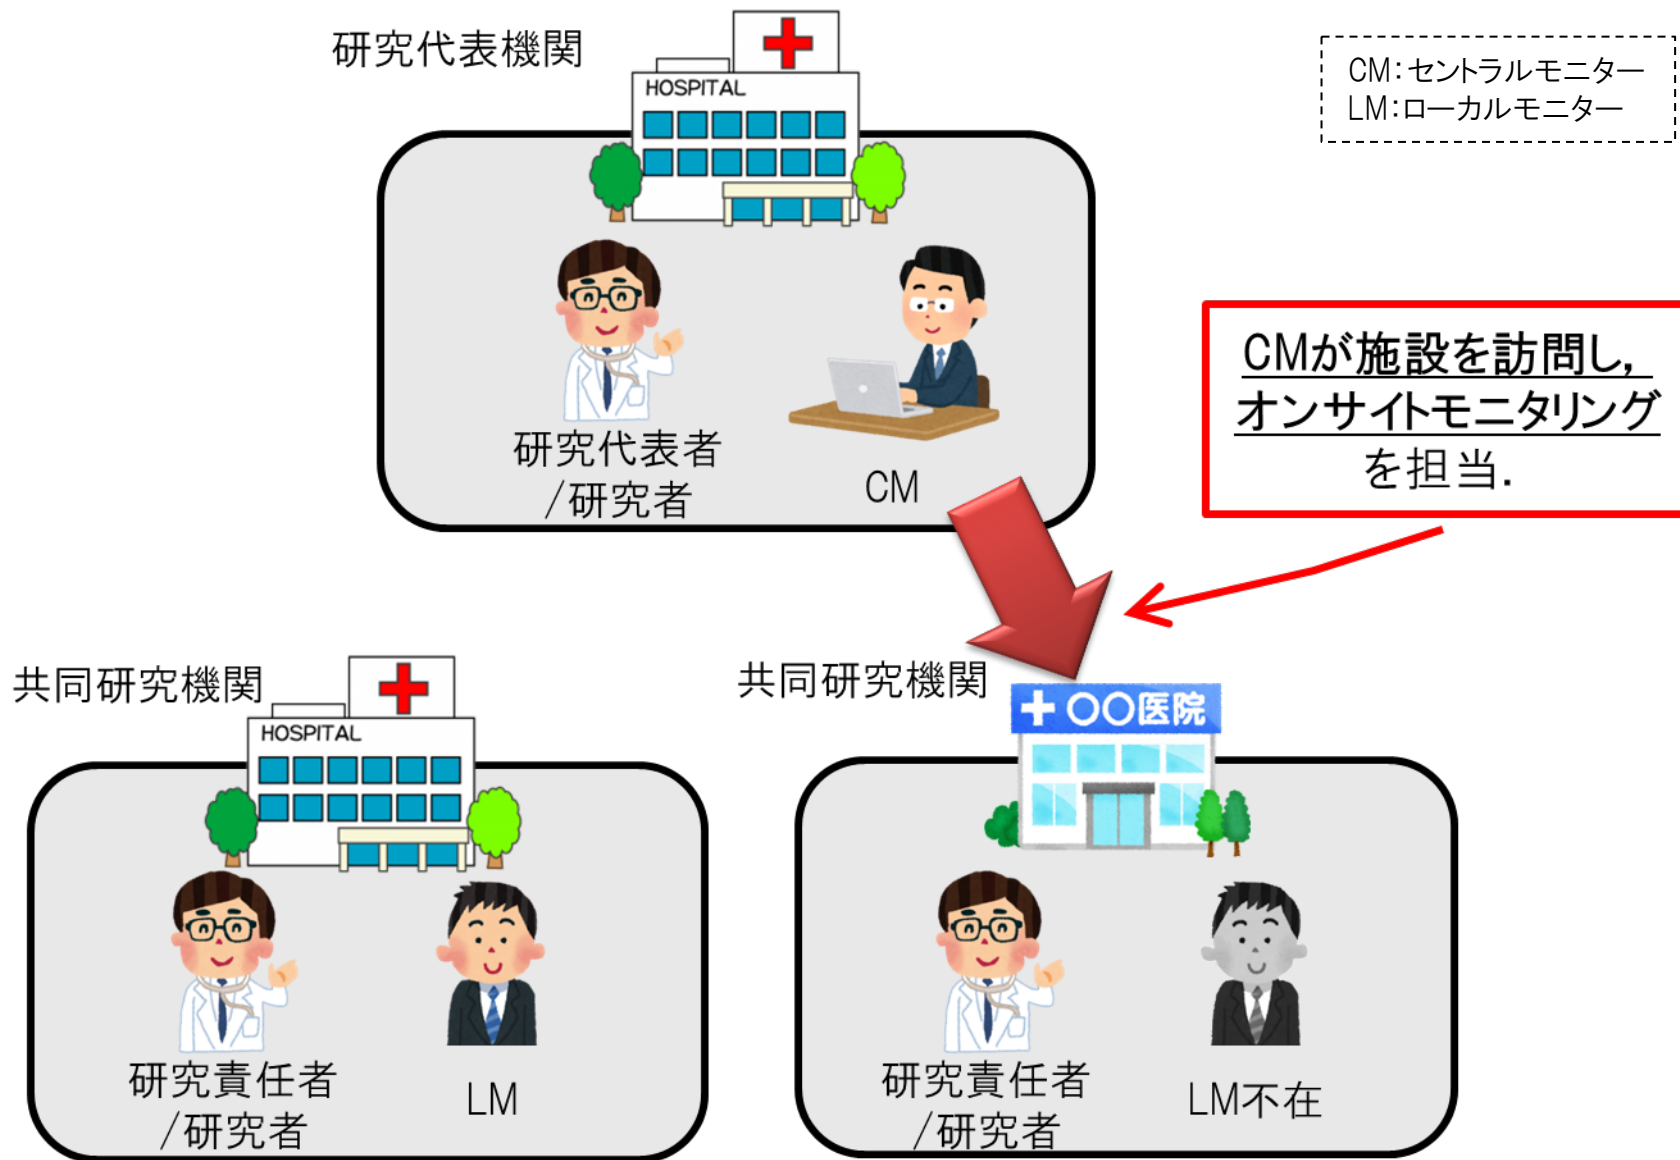 研究代表機関
HOSPITAL
CM：セントラルモニター
LM：ローカルモニター
研究代表者
/研究者
CM
CMが施設を訪問し，
オンサイトモニタリング
を担当．
共同研究機関
HOSPITAL
研究責任者
/研究者
LM
共同研究機関
〇〇医院
研究責任者
/研究者
LM不在